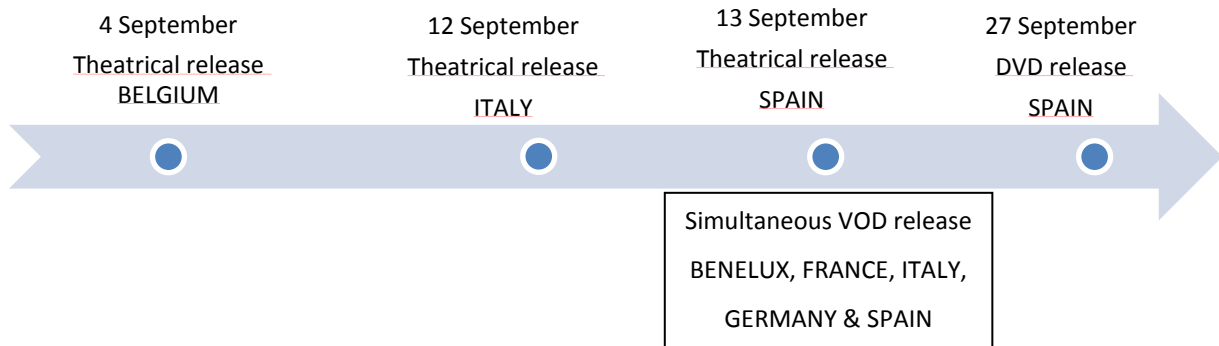 4 September
Theatrical release
BELGIUM
12 September
Theatrical release
ITALY
13 September
Theatrical release
SPAIN
27 September
DVD release
SPAIN
Simultaneous VOD release
BENELUX, FRANCE, ITALY,
GERMANY & SPAIN